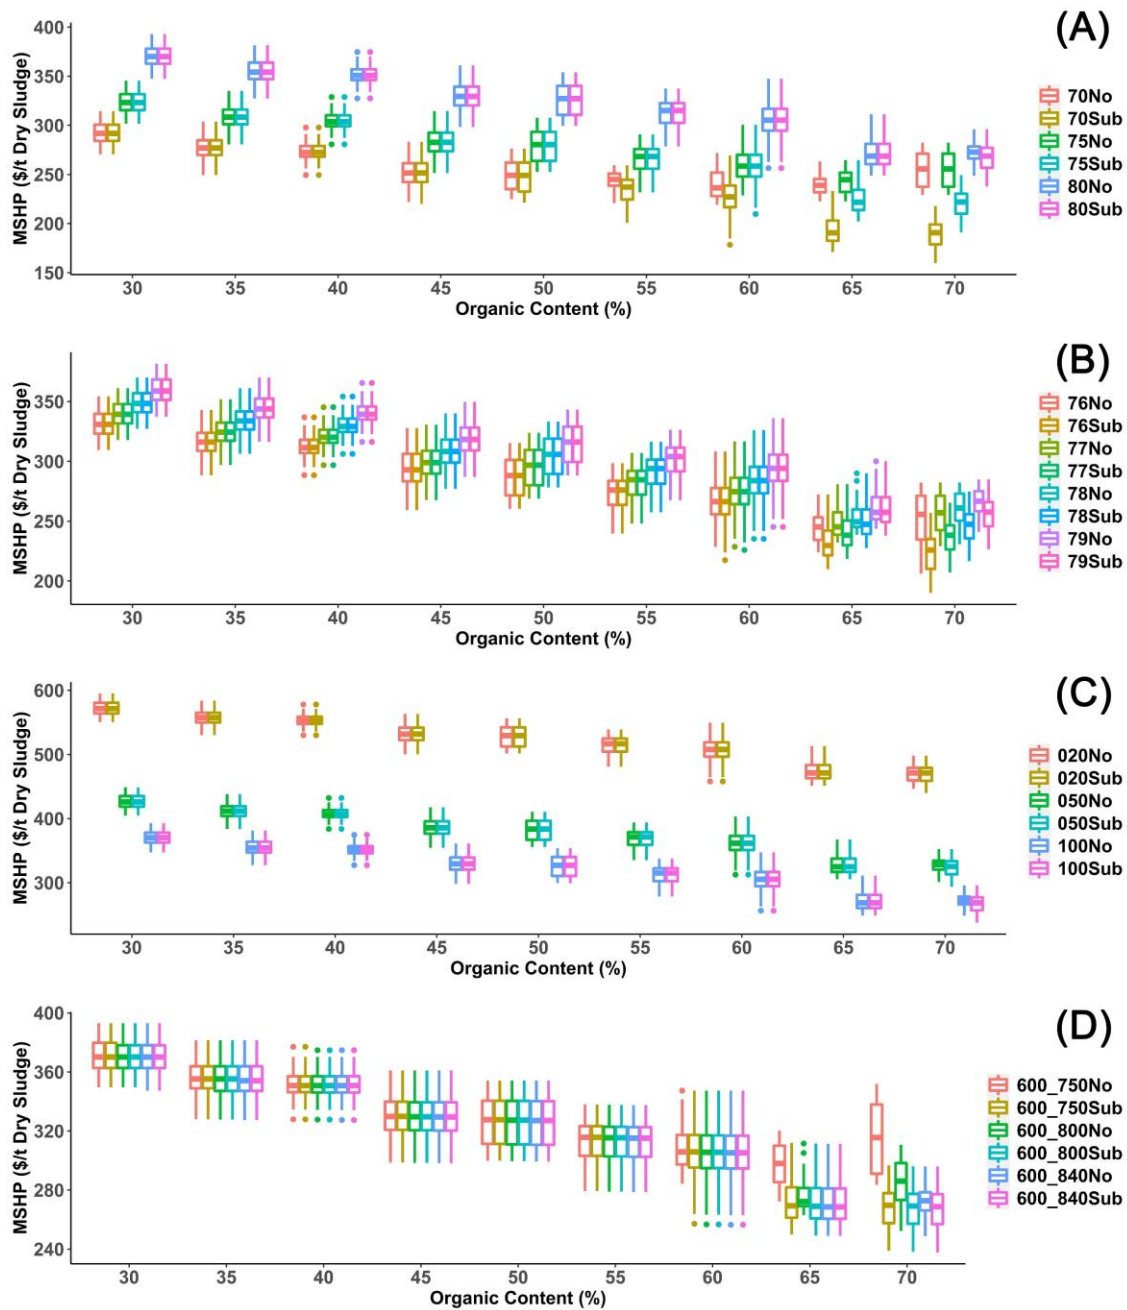 (A)
MSHP ($/t Dry Sludge)
400
350
300
250
200
150
30 35 40 45 50 55 60 65 70
Organic Content (%)
70No
70Sub
75No
75Sub
80No
80Sub
(B)
MSHP ($/t Dry Sludge)
350
300
250
200
30 35 40 45 50 55 60 65 70
Organic Content (%)
76No
76Sub
77No
77Sub
78No
78Sub
79No
79Sub
(C)
MSHP ($/t Dry Sludge)
600
500
400
300
30 35 40 45 50 55 60 65 70
Organic Content (%)
020No
020Sub
050No
050Sub
100No
100Sub
(D)
MSHP ($/t Dry Sludge)
400
360
320
280
240
30 35 40 45 50 55 60 65 70
Organic Content (%)
600_750No
600_750Sub
600_800No
600_800Sub
600_840No
600_840Sub